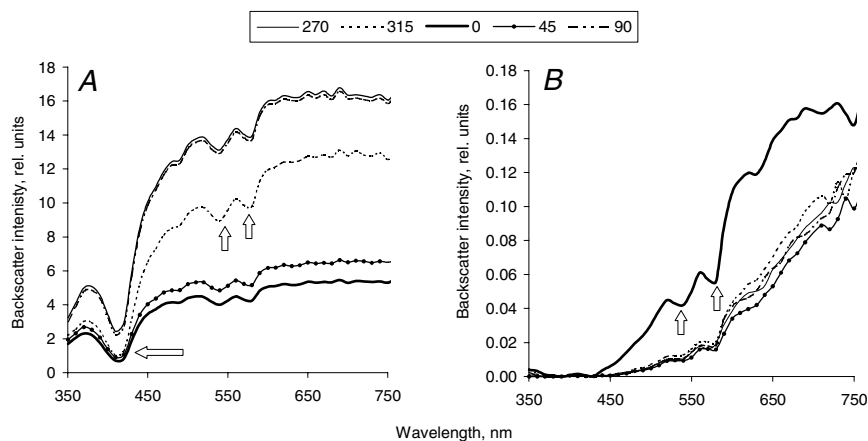 270 315 0 45 90
A
B
Backscatter intenisty, rel. units
18
16
14
12
10
8
6
4
2
0
350 450 550 650 750
Backscatter intensity, rel. units
0.18
0.16
0.14
0.12
0.10
0.08
0.06
0.04
0.02
0.00
350 450 550 650 750
Wavelength, nm